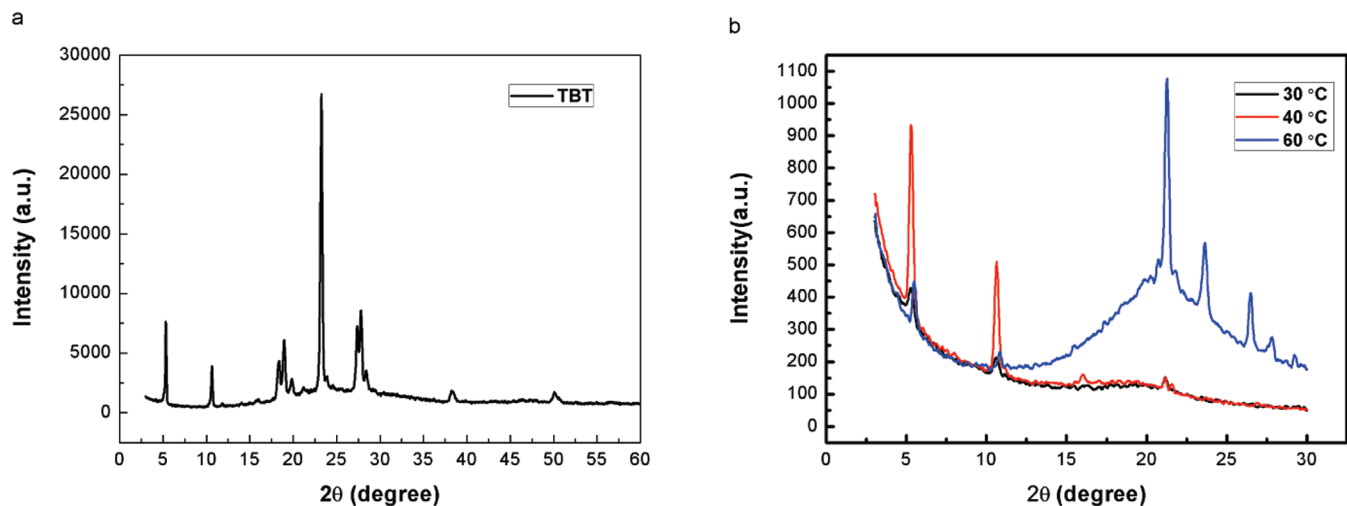 a
30000
25000
20000
15000
10000
5000
0
Intensity (a.u.)
TBT
0 5 10 15 20 25 30 35 40 45 50 55 60
2θ (degree)
b
1100
1000
900
800
700
600
500
400
300
200
100
0
Intensity(a.u.)
30 °C
40 °C
60 °C
0 5 10 15 20 25 30
2θ (degree)